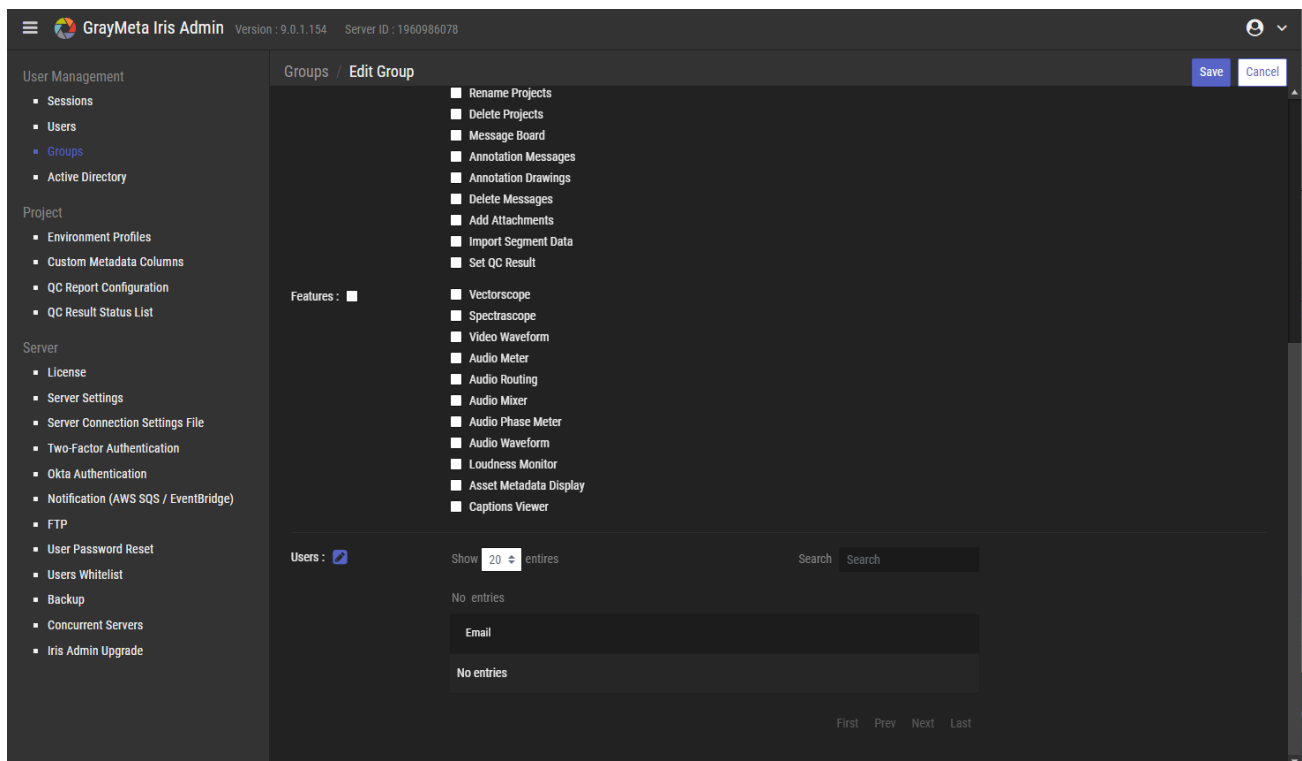 GrayMeta Iris Admin Version : 9.0.1.154 Server ID : 1960986078
User Management
Sessions
Users
Groups
Active Directory
Project
Environment Profiles
Custom Metadata Columns
QC Report Configuration
QC Result Status List
Server
License
Server Settings
Server Connection Settings File
Two-Factor Authentication
Okta Authentication
Notification (AWS SQS / EventBridge)
FTP
User Password Reset
Users Whitelist
Backup
Concurrent Servers
Iris Admin Upgrade
Groups / Edit Group
Save Cancel
Rename Projects
Delete Projects
Message Board
Annotation Messages
Annotation Drawings
Delete Messages
Add Attachments
Import Segment Data
Set QC Result
Features :
Vectorscope
Spectrascope
Video Waveform
Audio Meter
Audio Routing
Audio Mixer
Audio Phase Meter
Audio Waveform
Loudness Monitor
Asset Metadata Display
Captions Viewer
Users :
Show 20 entires
Search Search
No entries
Email
No entries
First Prev Next Last